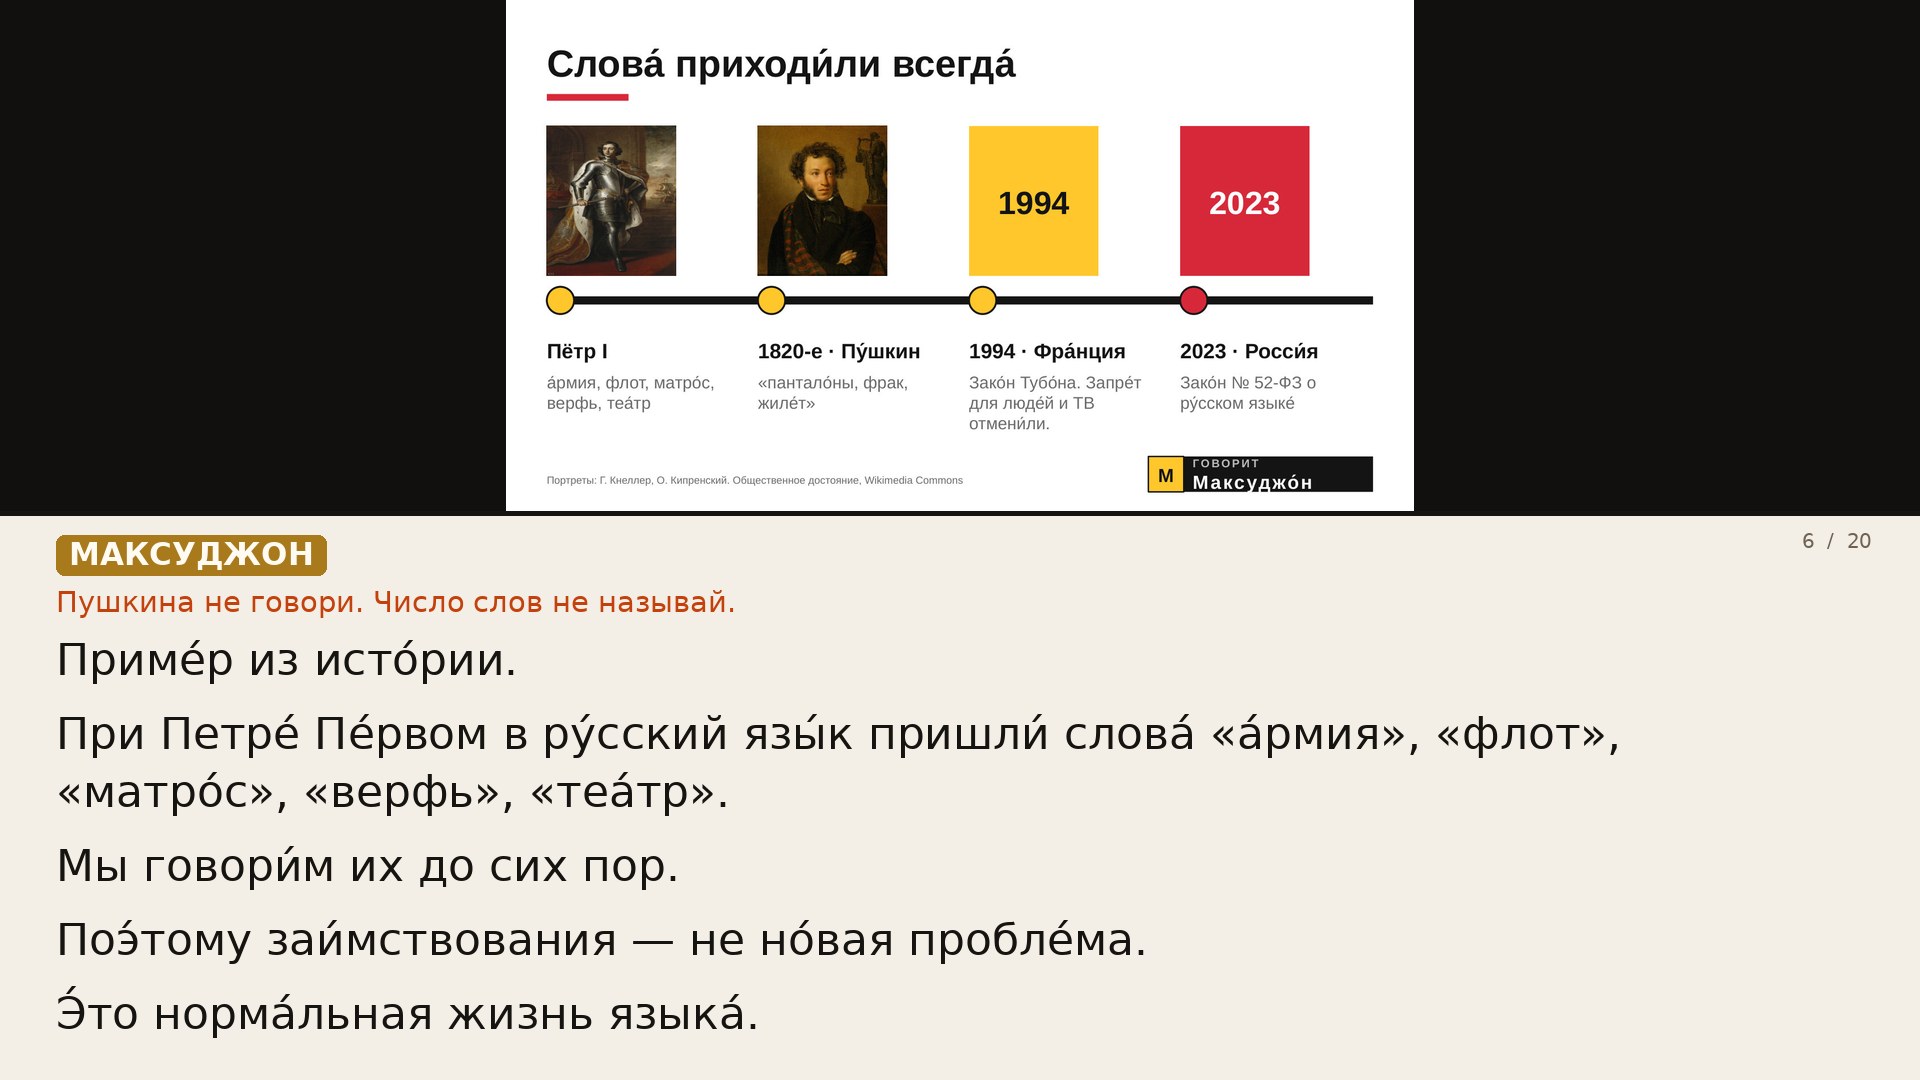 Слова́ приходи́ли всегда́
1994
2023
Пётр I
а́рмия, флот, матро́с,
верфь, теа́тр
1820-е · Пу́шкин
«пантало́ны, фрак,
жиле́т»
1994 · Фра́нция
Зако́н Тубо́на. Запре́т
для люде́й и ТВ
отмени́ли.
2023 · Росси́я
Зако́н № 52-ФЗ о
ру́сском языке́
Портреты: Г. Кнеллер, О. Кипренский. Общественное достояние, Wikimedia Commons
М
ГОВОРИТ
Максуджо́н
МАКСУДЖОН
6 / 20
Пушкина не говори. Число слов не называй.
Приме́р из исто́рии.
При Петре́ Пе́рвом в ру́сский язы́к пришли́ слова́ «а́рмия», «флот»,
«матро́с», «верфь», «теа́тр».
Мы говори́м их до сих пор.
Поэ́тому заи́мствования — не но́вая пробле́ма.
Э́то норма́льная жизнь языка́.